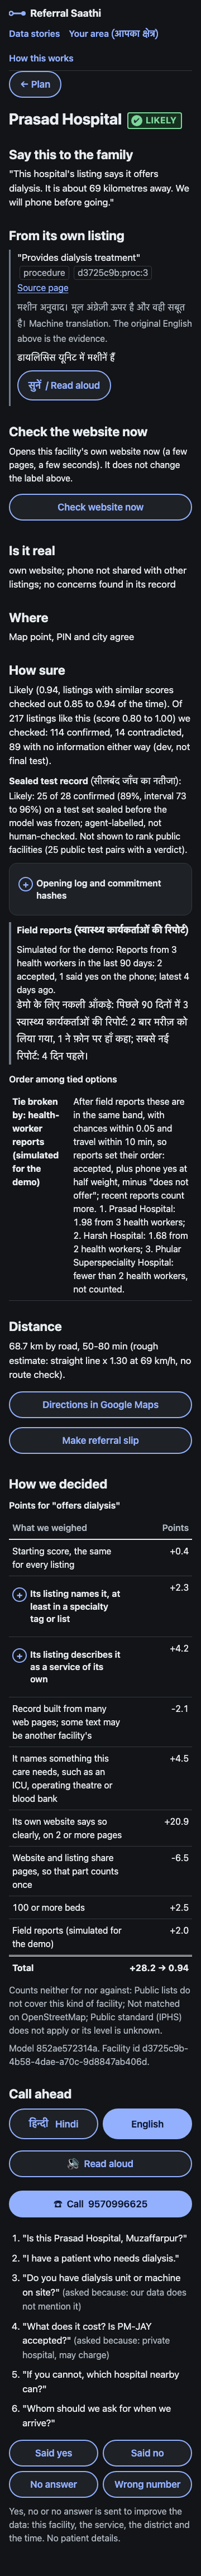 Referral Saathi
Data stories Your area (आपका क्षेत्र)
How this works
← Plan
Prasad Hospital LIKELY
Say this to the family
"This hospital's listing says it offers
dialysis. It is about 69 kilometres away. We
will phone before going."
From its own listing
"Provides dialysis treatment"
procedure d3725c9b:proc:3
Source page
मशीन अनुवाद। मूल अंग्रेज़ी ऊपर है और वही सबूत
है। Machine translation. The original English
above is the evidence.
डायलिसिस यूनिट में मशीनें हैं
सुनें / Read aloud
Check the website now
Opens this facility's own website now (a few
pages, a few seconds). It does not change
the label above.
Check website now
Is it real
own website; phone not shared with other
listings; no concerns found in its record
Where
Map point, PIN and city agree
How sure
Likely (0.94, listings with similar scores
checked out 0.85 to 0.94 of the time). Of
217 listings like this (score 0.80 to 1.00) we
checked: 114 confirmed, 14 contradicted,
89 with no information either way (dev, not
final test).
Sealed test record (सीलबंद जाँच का नतीजा):
Likely: 25 of 28 confirmed (89%, interval 73
to 96%) on a test set sealed before the
model was frozen; agent-labelled, not
human-checked. Not shown to rank public
facilities (25 public test pairs with a verdict).
+ Opening log and commitment
hashes
Field reports (स्वास्थ्य कार्यकर्ताओं की रिपोर्ट)
Simulated for the demo: Reports from 3
health workers in the last 90 days: 2
accepted, 1 said yes on the phone; latest 4
days ago.
डेमो के लिए नकली आँकड़े: पिछले 90 दिनों में 3
स्वास्थ्य कार्यकर्ताओं की रिपोर्ट: 2 बार मरीज़ को
लिया गया, 1 ने फ़ोन पर हाँ कहा; सबसे नई
रिपोर्ट: 4 दिन पहले।
Order among tied options
Tie broken
by: health-
worker
reports
(simulated
for the
demo)
After field reports these are
in the same band, with
chances within 0.05 and
travel within 10 min, so
reports set their order:
accepted, plus phone yes at
half weight, minus "does not
offer"; recent reports count
more. 1. Prasad Hospital:
1.98 from 3 health workers;
2. Harsh Hospital: 1.68 from
2 health workers; 3. Phular
Superspeciality Hospital:
fewer than 2 health workers,
not counted.
Distance
68.7 km by road, 50-80 min (rough
estimate: straight line x 1.30 at 69 km/h, no
route check).
Directions in Google Maps
Make referral slip
How we decided
Points for "offers dialysis"
What we weighed Points
Starting score, the same +0.4
for every listing
+ Its listing names it, at +2.3
least in a specialty
tag or list
+ Its listing describes it +4.2
as a service of its
own
Record built from many -2.1
web pages; some text may
be another facility's
It names something this +4.5
care needs, such as an
ICU, operating theatre or
blood bank
Its own website says so +20.9
clearly, on 2 or more pages
Website and listing share -6.5
pages, so that part counts
once
100 or more beds +2.5
Field reports (simulated for +2.0
the demo)
Total +28.2 → 0.94
Counts neither for nor against: Public lists do
not cover this kind of facility; Not matched
on OpenStreetMap; Public standard (IPHS)
does not apply or its level is unknown.
Model 852ae572314a. Facility id d3725c9b-
4b58-4dae-a70c-9d8847ab406d.
Call ahead
हिन्दी Hindi English
Read aloud
☎ Call 9570996625
1. "Is this Prasad Hospital, Muzaffarpur?"
2. "I have a patient who needs dialysis."
3. "Do you have dialysis unit or machine
on site?" (asked because: our data does
not mention it)
4. "What does it cost? Is PM-JAY
accepted?" (asked because: private
hospital, may charge)
5. "If you cannot, which hospital nearby
can?"
6. "Whom should we ask for when we
arrive?"
Said yes Said no
No answer Wrong number
Yes, no or no answer is sent to improve the
data: this facility, the service, the district and
the time. No patient details.